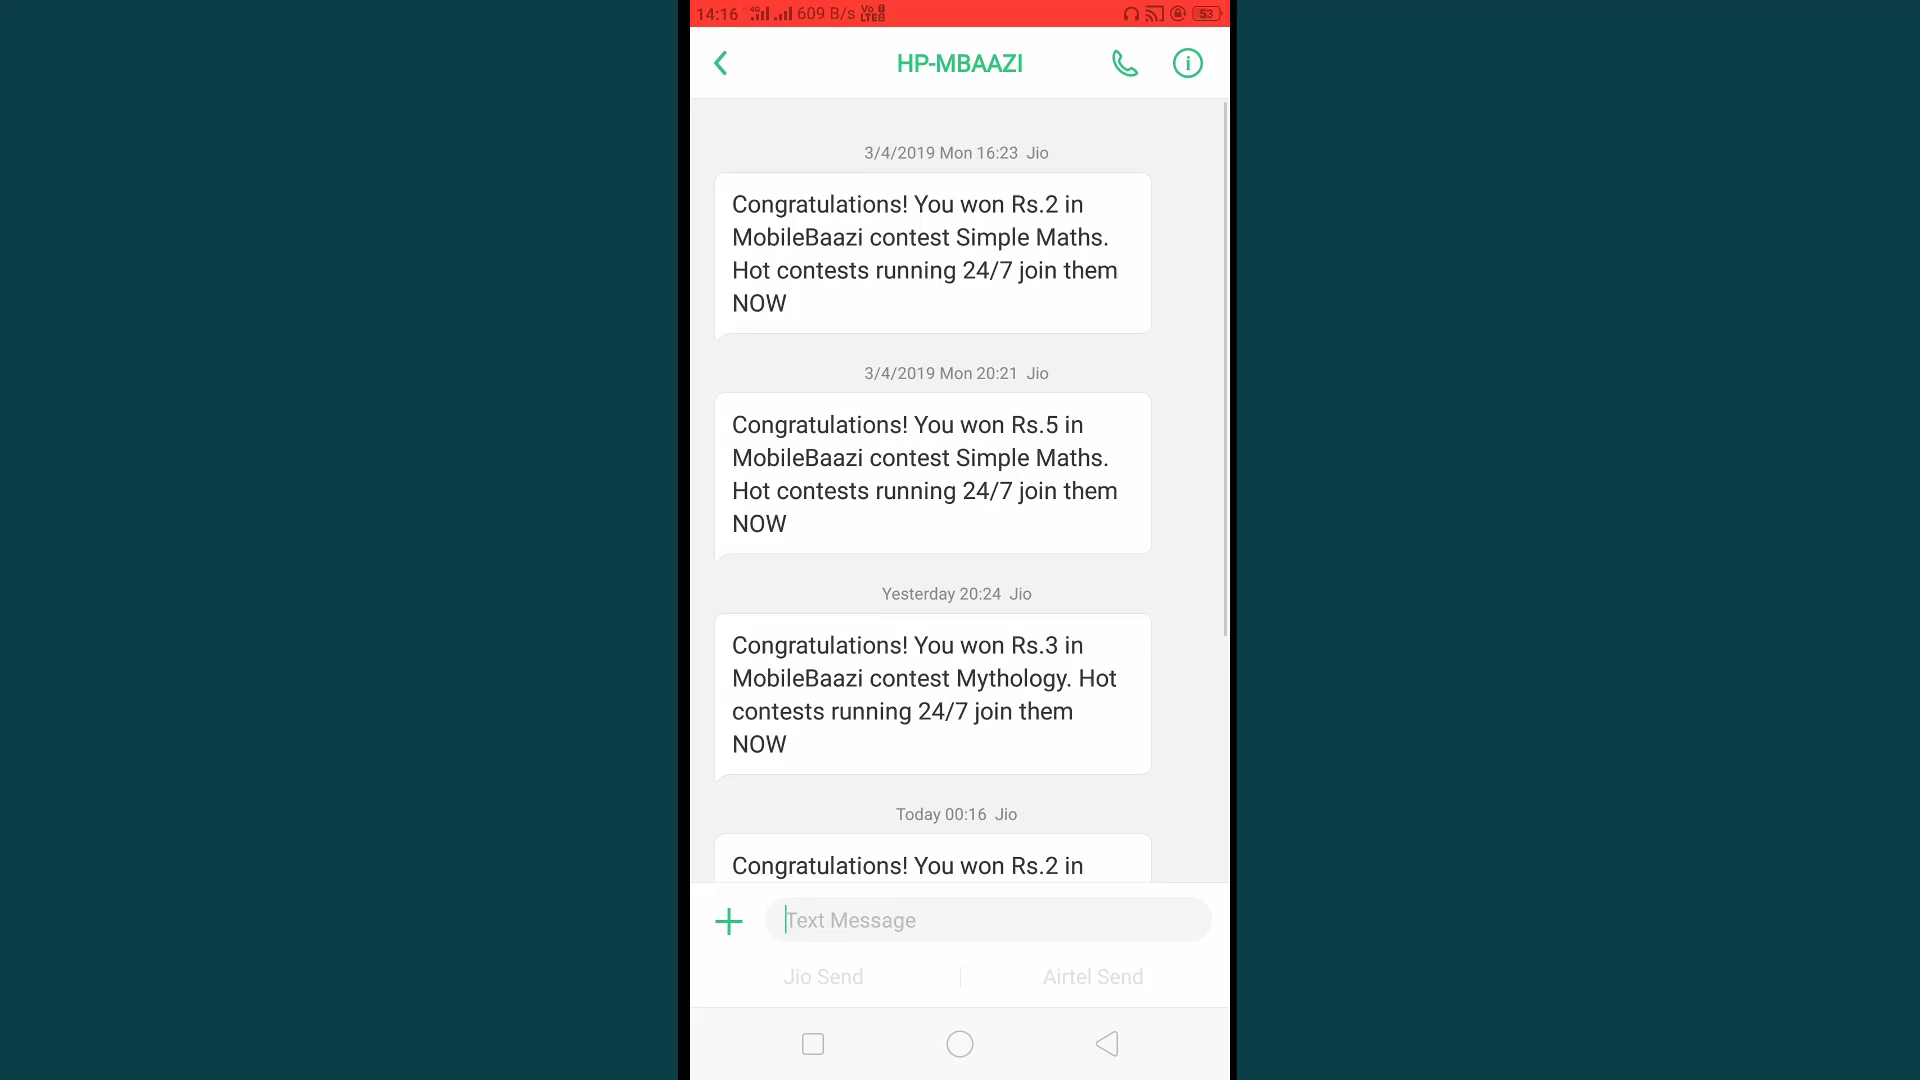 14:16 4G 609 B/s Vo LTE 53
HP-MBAAZI
3/4/2019 Mon 16:23 Jio
Congratulations! You won Rs.2 in
MobileBaazi contest Simple Maths.
Hot contests running 24/7 join them
NOW
3/4/2019 Mon 20:21 Jio
Congratulations! You won Rs.5 in
MobileBaazi contest Simple Maths.
Hot contests running 24/7 join them
NOW
Yesterday 20:24 Jio
Congratulations! You won Rs.3 in
MobileBaazi contest Mythology. Hot
contests running 24/7 join them
NOW
Today 00:16 Jio
Congratulations! You won Rs.2 in
Text Message
Jio Send
Airtel Send